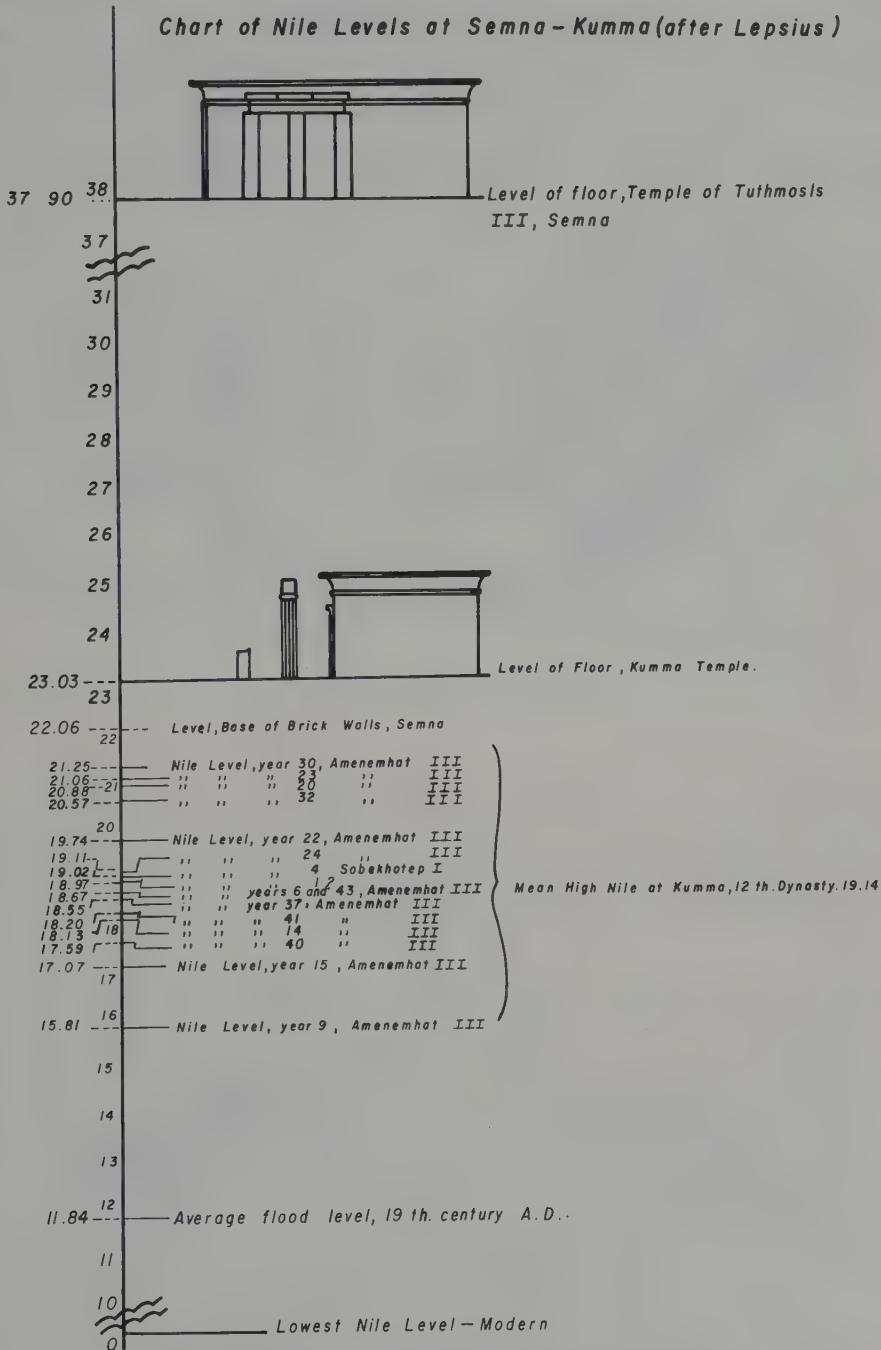 Chart of Nile Levels at Semna-Kumma (after Lepsius)
37 90 38 Level of floor, Temple of Tuthmosis
III, Semna
37
31
30
29
28
27
26
25
24
23.03 Level of Floor, Kumma Temple.
23
22.06 Level, Base of Brick Walls, Semna
22
21.25 Nile Level, year 30, Amenemhat III
21.06 '' '' '' 23 '' III
20.88 21 '' '' '' 20 '' III
20.57 '' '' '' 32 '' III
20
19.74 Nile Level, year 22, Amenemhat III
19.11 '' '' '' 24 '' III
19.02 '' '' '' 4 Sobekhotep I
18.97 '' '' '' 1 ?
18.67 '' '' years 6 and 43, Amenemhat III
Mean High Nile at Kumma, 12 th. Dynasty. 19.14
18.55 '' '' year 37, Amenemhat III
18.20 '' '' '' 41 '' III
18.13 18 '' '' '' 14 '' III
17.59 '' '' '' 40 '' III
17.07 Nile Level, year 15, Amenemhat III
17
16
15.81 Nile Level, year 9, Amenemhat III
15
14
13
12
11.84 Average flood level, 19 th. century A.D..
11
10
Lowest Nile Level-Modern
0